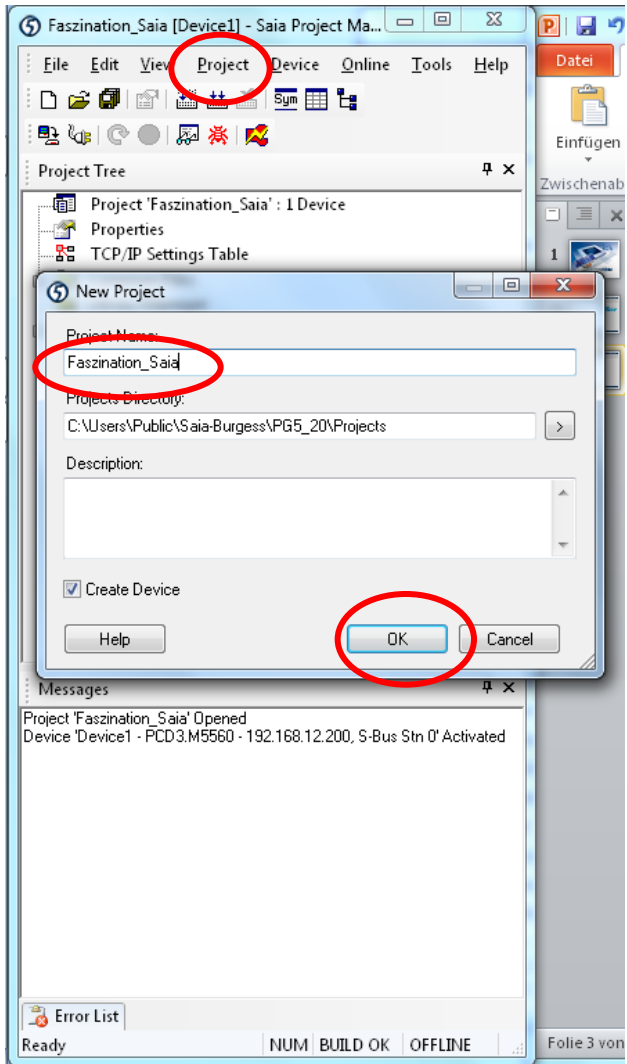 Faszination_Saia [Device1] - Saia Project Ma...
File Edit View Project Device Online Tools Help
Sym
Project Tree
Project 'Faszination_Saia' : 1 Device
Properties
TCP/IP Settings Table
New Project
Project Name:
Faszination_Saia
Projects Directory:
C:\Users\Public\Saia-Burgess\PG5_20\Projects
>
Description:
Create Device
Help OK Cancel
Messages
Project 'Faszination_Saia' Opened
Device 'Device1 - PCD3.M5560 - 192.168.12.200, S-Bus Stn 0' Activated
Error List
Ready NUM BUILD OK OFFLINE
P
Datei
Einfügen
Zwischenab
1
Folie 3 von